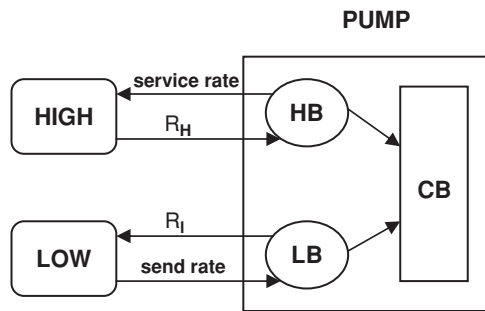 PUMP
service rate
HIGH
HB
R_H
CB
R_l
LOW
LB
send rate